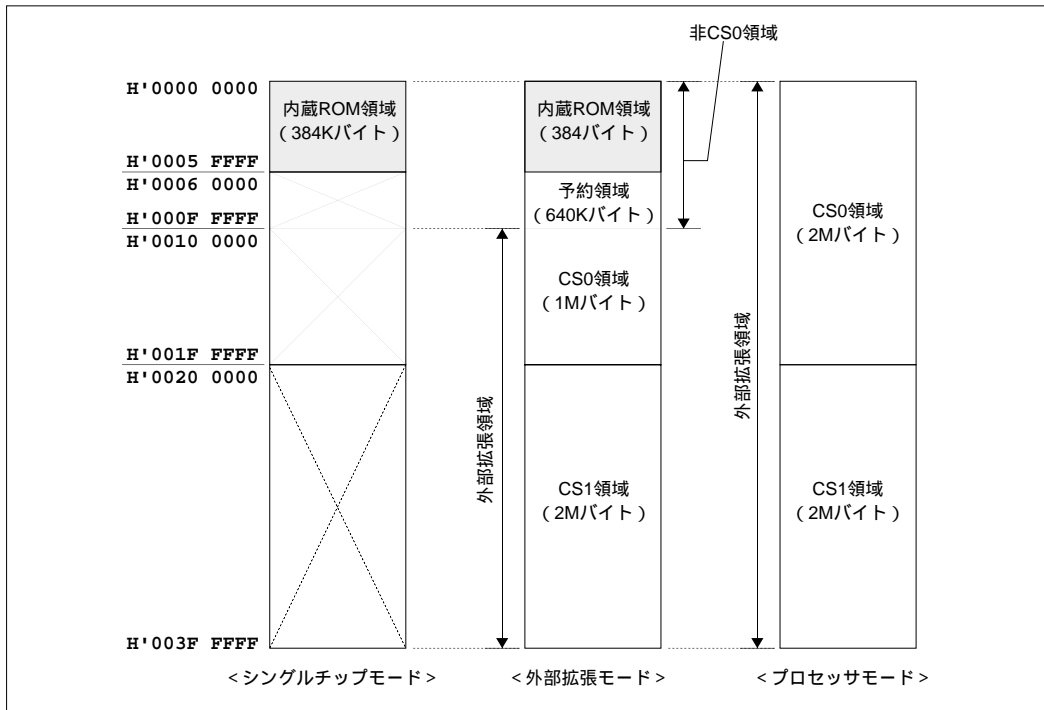 非CS0領域
H'0000 0000
H'0005 FFFF
H'0006 0000
H'000F FFFF
H'0010 0000
H'001F FFFF
H'0020 0000
H'003F FFFF
内蔵ROM領域
(384Kバイト)
<シングルチップモード>
外部拡張領域
内蔵ROM領域
(384バイト)
予約領域
(640Kバイト)
CS0領域
(1Mバイト)
CS1領域
(2Mバイト)
<外部拡張モード>
外部拡張領域
CS0領域
(2Mバイト)
CS1領域
(2Mバイト)
<プロセッサモード>